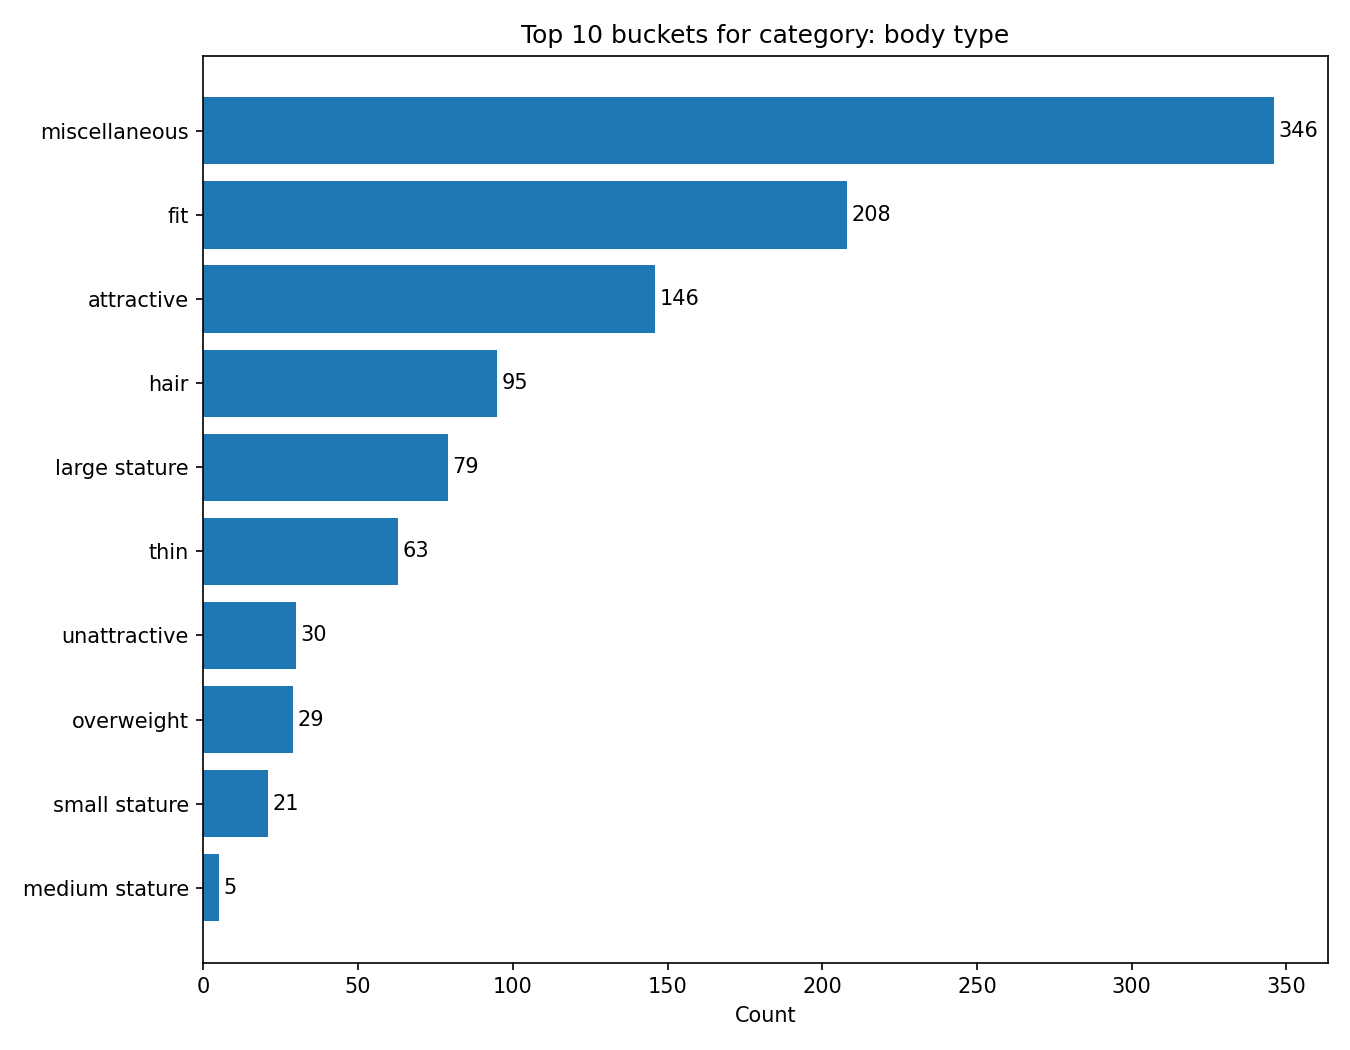 Top 10 buckets for category: body type
miscellaneous 346
fit 208
attractive 146
hair 95
large stature 79
thin 63
unattractive 30
overweight 29
small stature 21
medium stature 5
0 50 100 150 200 250 300 350
Count